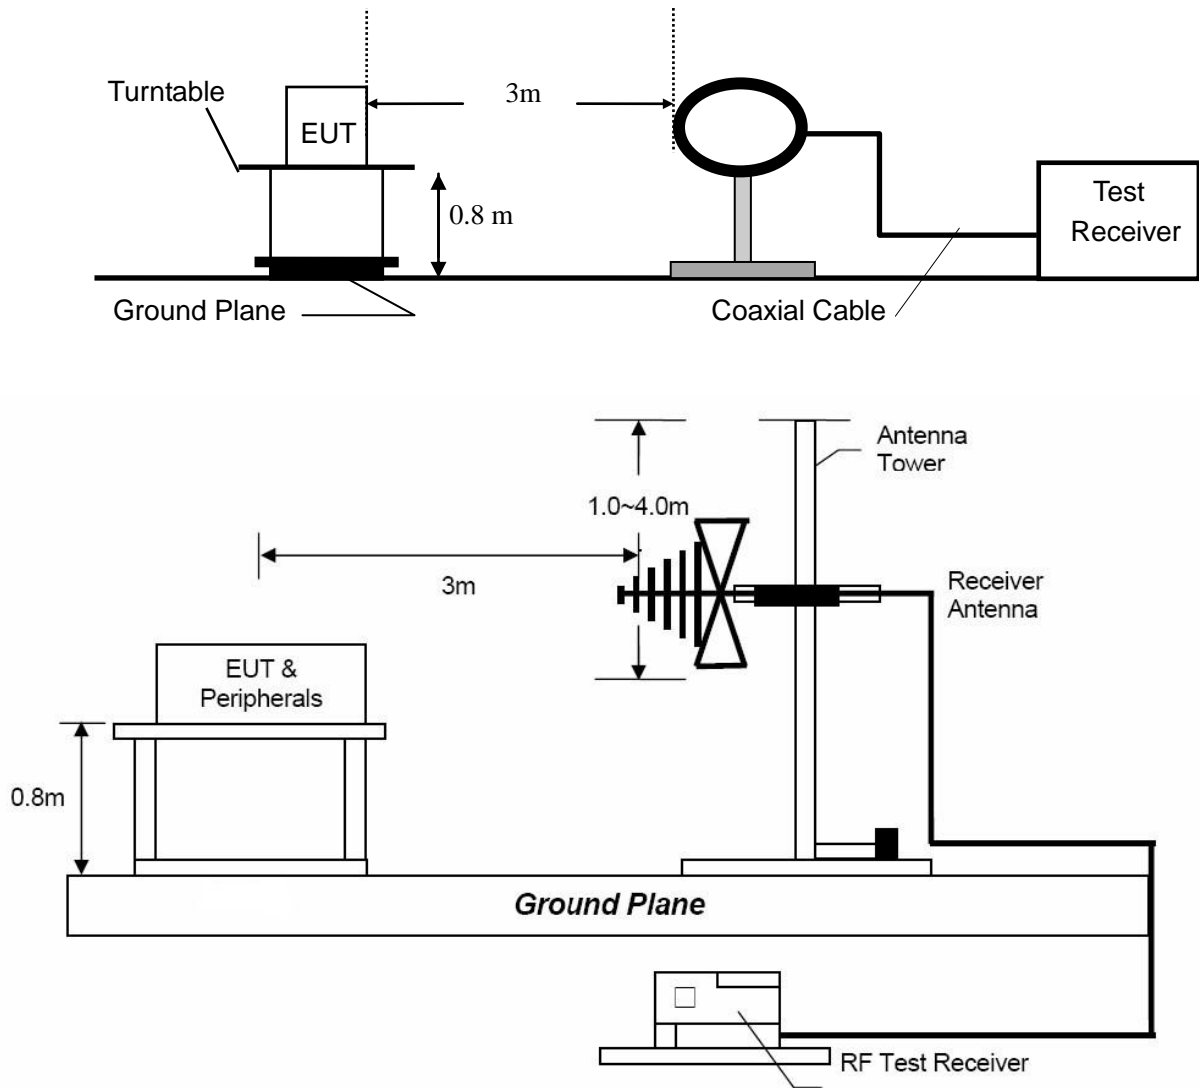 Turntable
EUT
3m
0.8 m
Test
Receiver
Ground Plane
Coaxial Cable
Antenna
Tower
1.0~4.0m
3m
Receiver
Antenna
EUT &
Peripherals
0.8m
Ground Plane
RF Test Receiver